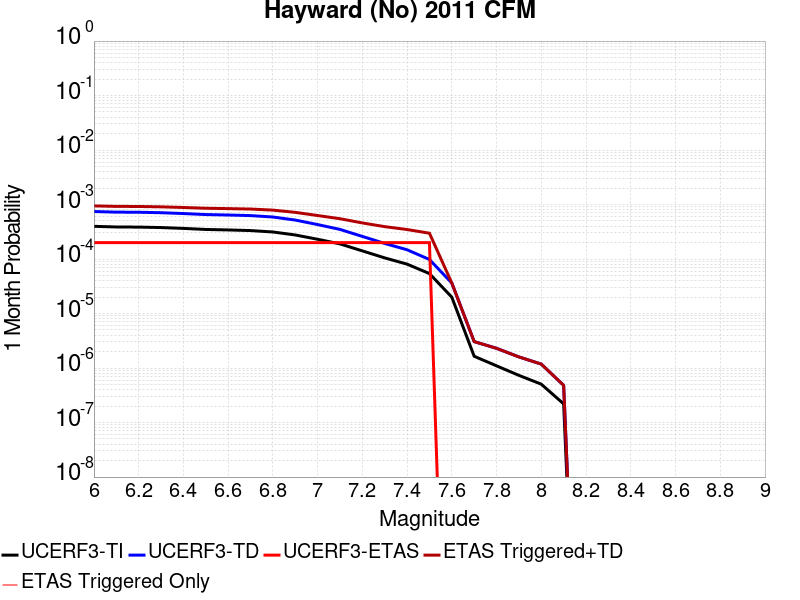 Hayward (No) 2011 CFM
10 0
10 -1
10 -2
10 -3
10 -4
10 -5
10 -6
10 -7
10 -8
1 Month Probability
6 6.2 6.4 6.6 6.8 7 7.2 7.4 7.6 7.8 8 8.2 8.4 8.6 8.8 9
Magnitude
UCERF3-TI UCERF3-TD UCERF3-ETAS ETAS Triggered+TD
ETAS Triggered Only